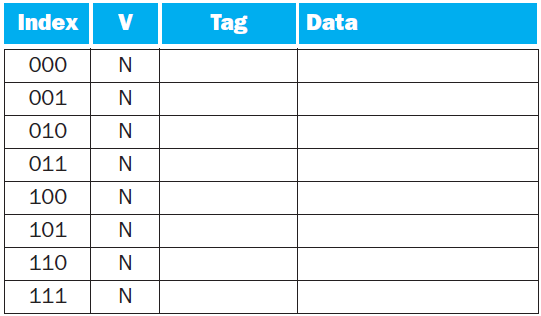 Index V Tag Data
000 N
001 N
010 N
011 N
100 N
101 N
110 N
111 N